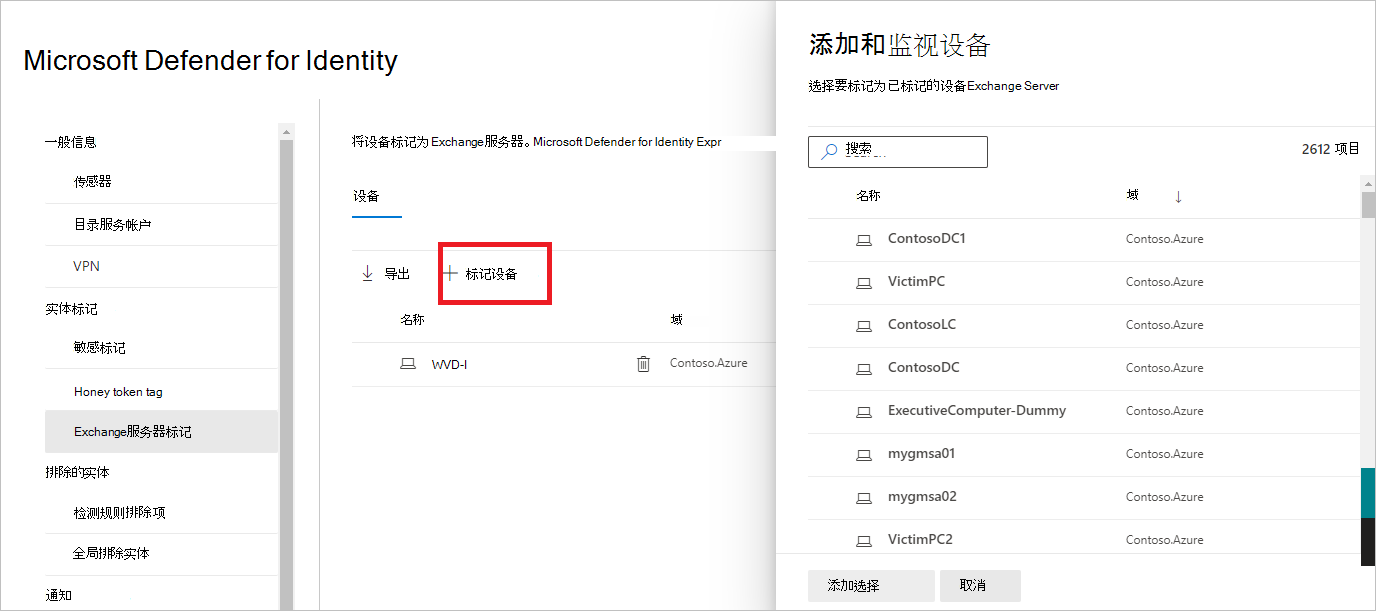 Microsoft Defender for Identity
一般信息
传感器
目录服务帐户
VPN
实体标记
敏感标记
Honey token tag
Exchange服务器标记
排除的实体
检测规则排除项
全局排除实体
通知
将设备标记为 Exchange服务器。Microsoft Defender for Identity Expr
设备
导出
标记设备
名称 域
WVD-I Contoso.Azure
添加和监视设备
选择要标记为已标记的设备Exchange Server
搜索
2612 项目
名称 域
ContosoDC1 Contoso.Azure
VictimPC Contoso.Azure
ContosoLC Contoso.Azure
ContosoDC Contoso.Azure
ExecutiveComputer-Dummy Contoso.Azure
mygmsa01 Contoso.Azure
mygmsa02 Contoso.Azure
VictimPC2 Contoso.Azure
添加选择
取消